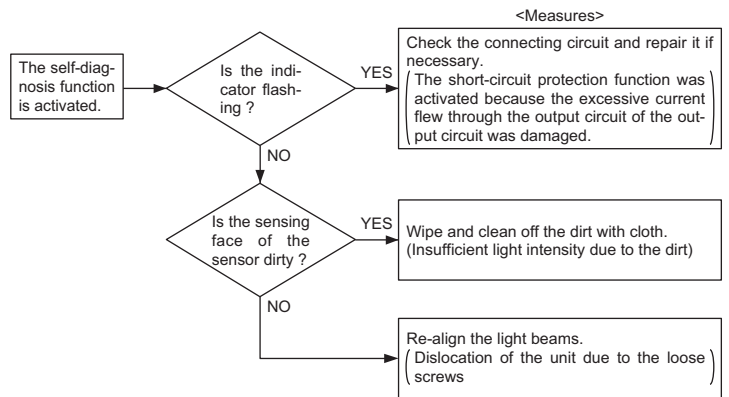 <Measures>
The self-diag-
nosis function
is activated.
Is the indi-
cator flash-
ing ?
YES
Check the connecting circuit and repair it if
necessary.
(The short-circuit protection function was
activated because the excessive current
flew through the output circuit of the out-
put circuit was damaged.)
NO
Is the sensing
face of the
sensor dirty ?
YES
Wipe and clean off the dirt with cloth.
(Insufficient light intensity due to the dirt)
NO
Re-align the light beams.
(Dislocation of the unit due to the loose
screws)